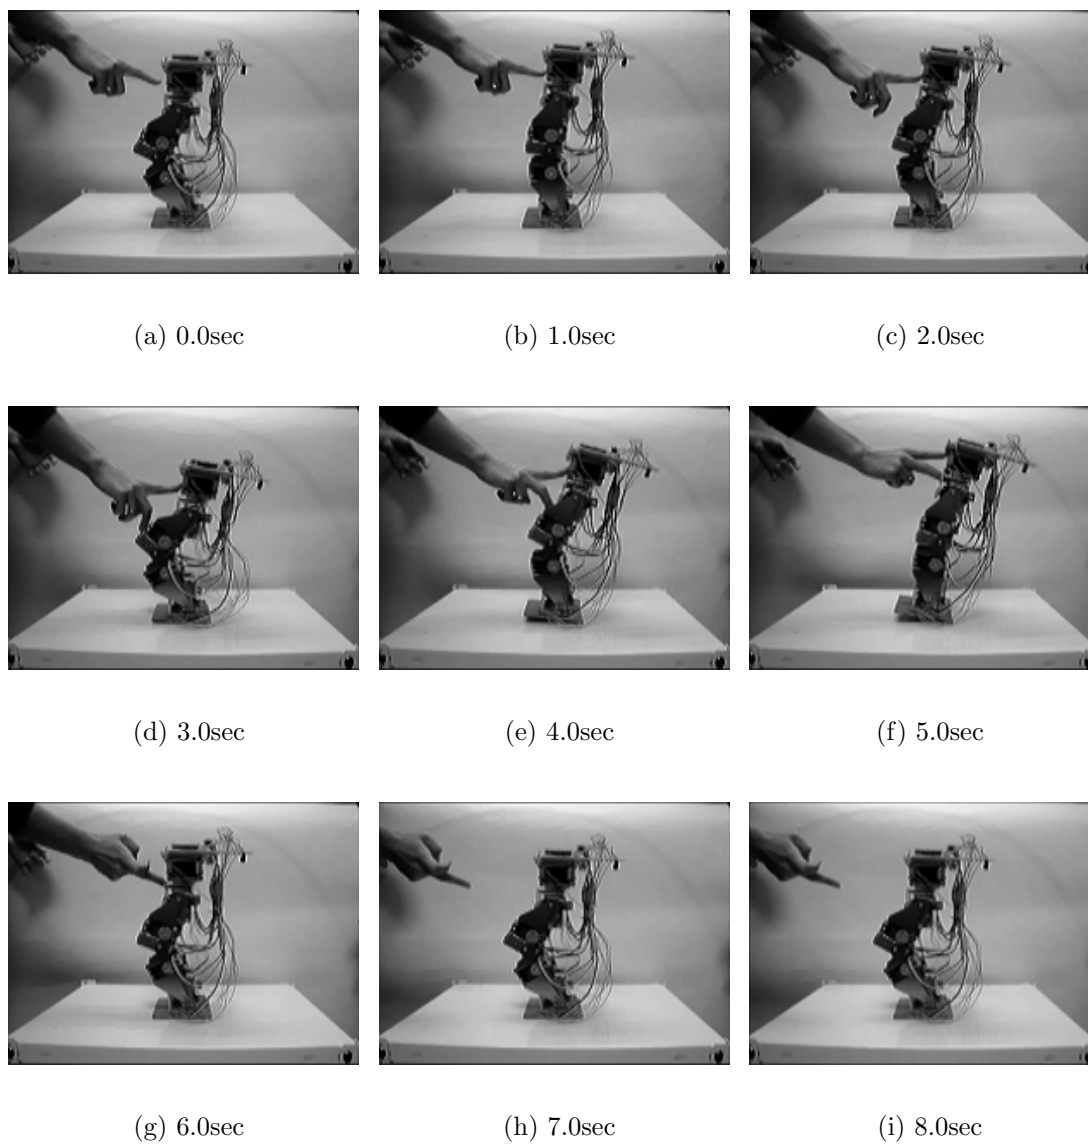 (a) 0.0sec
(b) 1.0sec
(c) 2.0sec
(d) 3.0sec
(e) 4.0sec
(f) 5.0sec
(g) 6.0sec
(h) 7.0sec
(i) 8.0sec